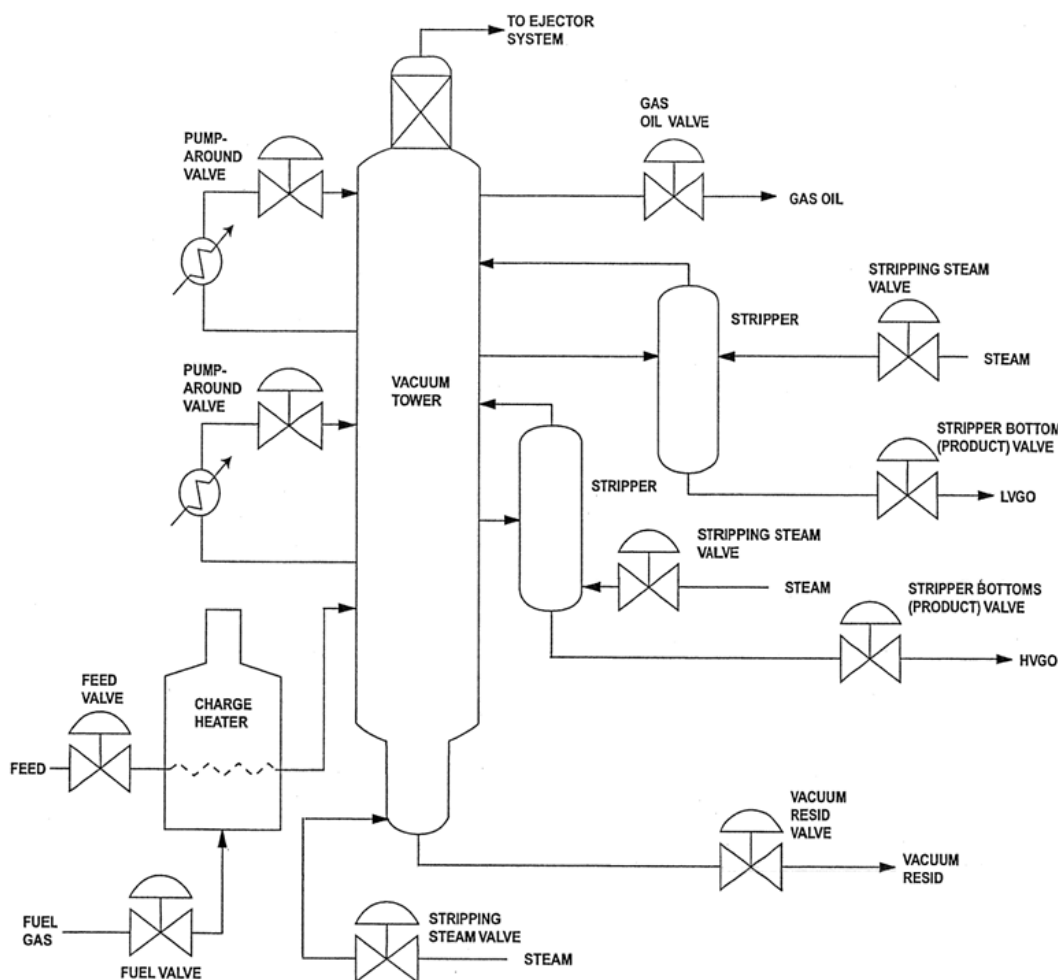 TO EJECTOR
SYSTEM
GAS
OIL VALVE
PUMP-
AROUND
VALVE
GAS OIL
STRIPPING STEAM
VALVE
STRIPPER
STEAM
PUMP-
AROUND
VALVE
VACUUM
TOWER
STRIPPER BOTTOM
(PRODUCT) VALVE
STRIPPER
LVGO
STRIPPING STEAM
VALVE
STEAM
STRIPPER BOTTOMS
(PRODUCT) VALVE
HVGO
FEED
VALVE
CHARGE
HEATER
FEED
VACUUM
RESID
VALVE
VACUUM
RESID
FUEL
GAS
FUEL VALVE
STRIPPING
STEAM VALVE
STEAM